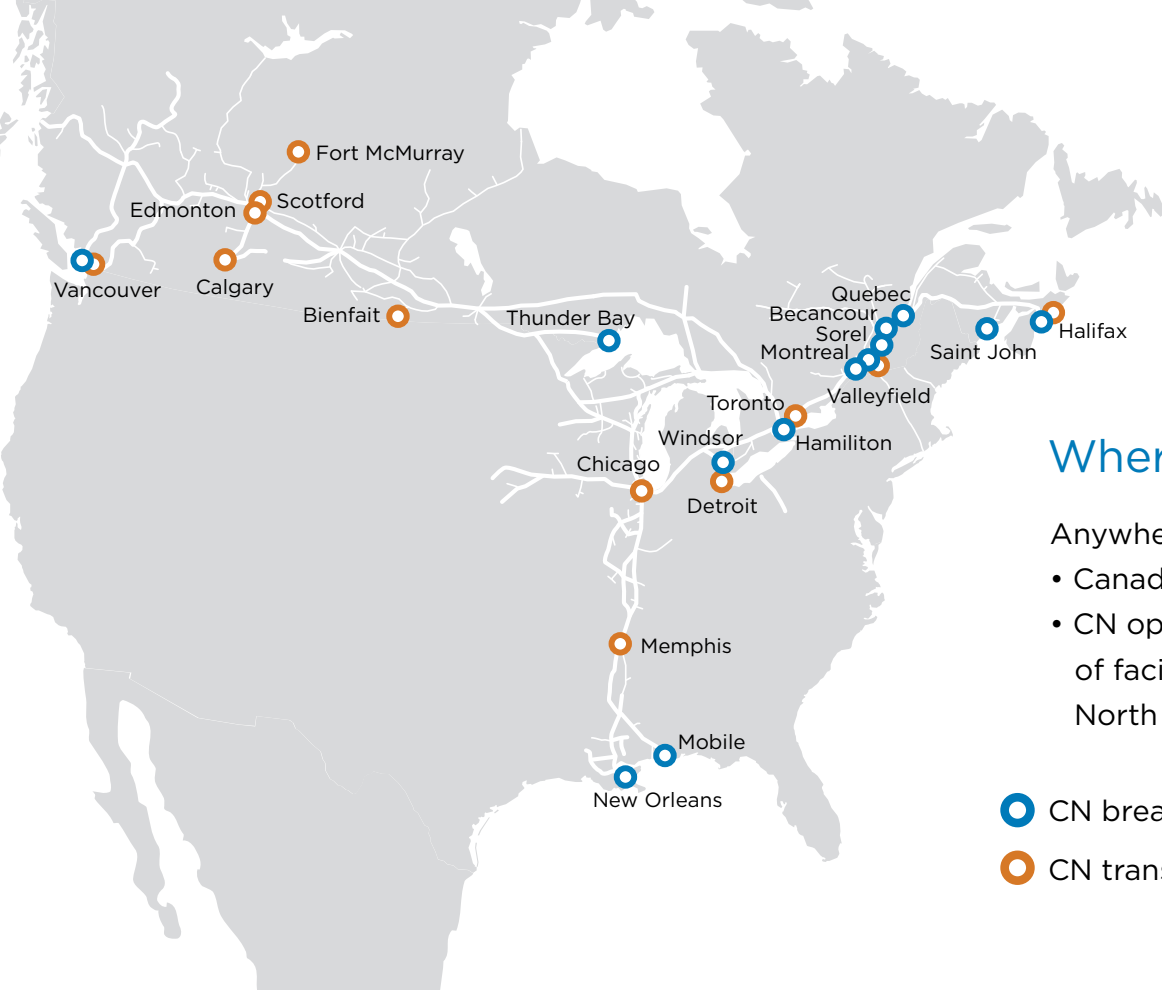 Fort McMurray
Scotford
Edmonton
Vancouver
Calgary
Bienfait
Thunder Bay
Quebec
Becancour
Sorel
Montreal
Valleyfield
Saint John
Halifax
Toronto
Hamiliton
Windsor
Detroit
Chicago
Memphis
Mobile
New Orleans
Wher
Anywhe
• Canad
• CN op
of faci
North
CN brea
CN trans